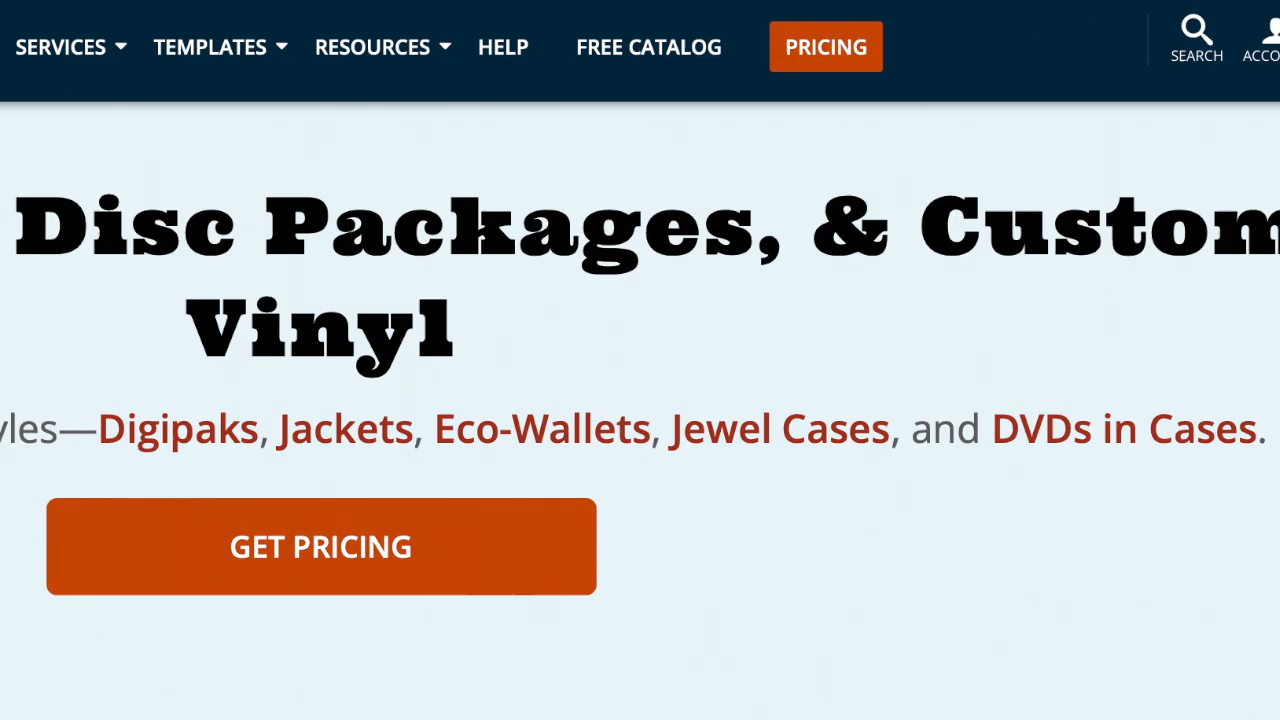 SERVICES TEMPLATES RESOURCES HELP FREE CATALOG PRICING SEARCH
Disc Packages, & Custom
Vinyl
Digipaks, Jackets, Eco-Wallets, Jewel Cases, and DVDs in Cases.
GET PRICING